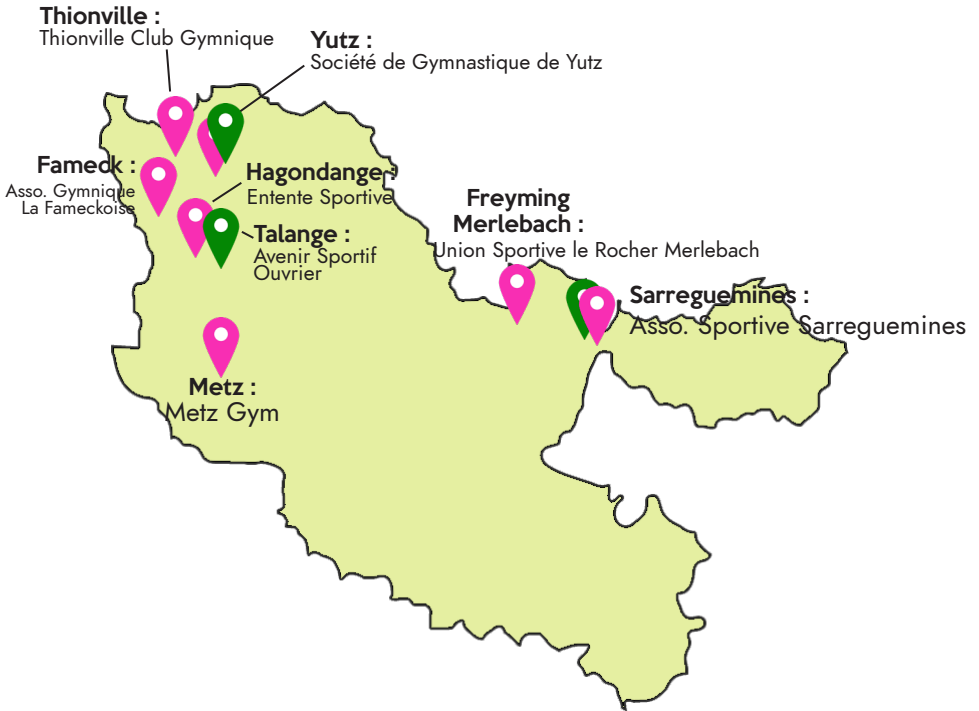 Thionville :
Thionville Club Gymnique
Yutz :
Société de Gymnastique de Yutz
Fameck :
Asso. Gymnique
La Fameckoise
Hagondange :
Entente Sportive
Talange :
Avenir Sportif
Ouvrier
Freyming
Merlebach :
Union Sportive le Rocher Merlebach
Sarreguemines :
Asso. Sportive Sarreguemines
Metz :
Metz Gym